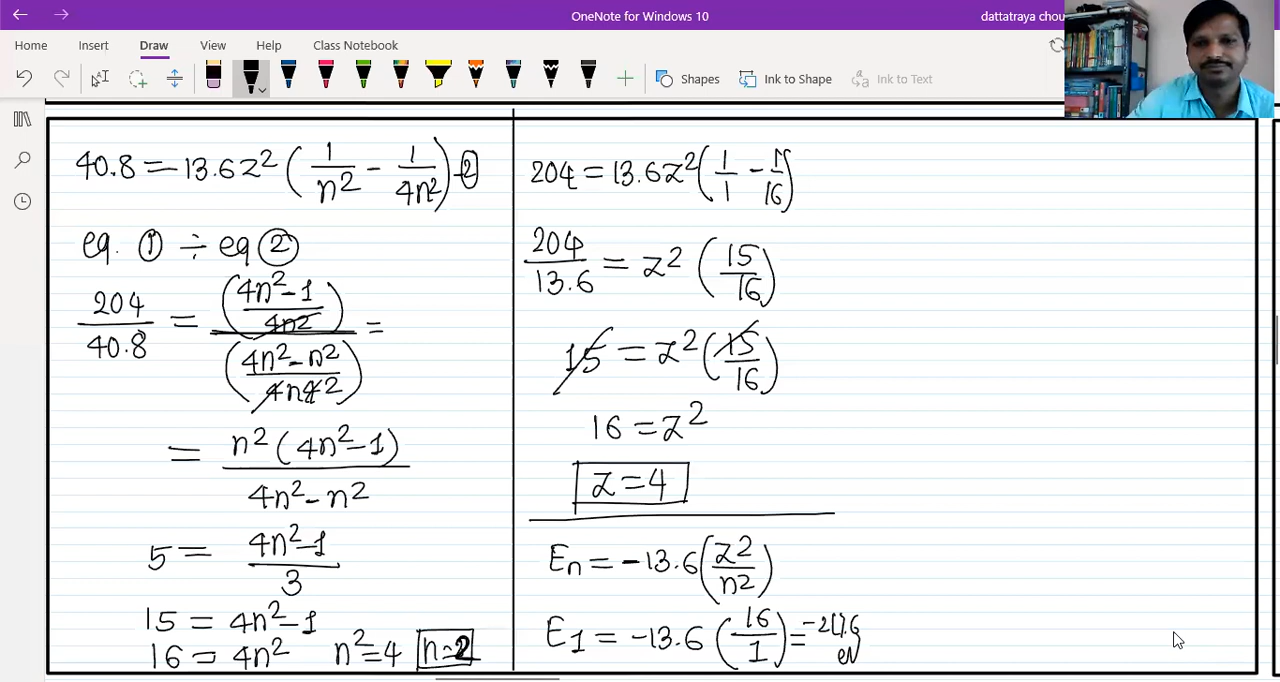 OneNote for Windows 10
dattatraya chou
Home Insert Draw View Help Class Notebook
Shapes Ink to Shape Ink to Text
40.8 = -13.6 z² (1/n² - 1/4n²) - ②
eq. ① ÷ eq ②
204/40.8 = ((4n²-1)/4n²) / ((4n²-n²)/4n⁴2) =
= n²(4n²-1) / 4n²-n²
5 = 4n²-1 / 3
15 = 4n²-1
16 = 4n² n²=4 n=2
204 = 13.6 z² (1/1 - 1/16)
204/13.6 = z² (15/16)
15 = z² (15/16)
16 = z²
z=4
En = -13.6 (z²/n²)
E1 = -13.6 (16/1) = eV